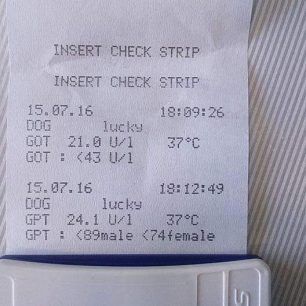 INSERT CHECK STRIP
INSERT CHECK STRIP
15.07.16 18:09:26
DOG lucky
GOT 21.0 U/l 37°C
GOT : <43 U/l
15.07.16 18:12:49
DOG lucky
GPT 24.1 U/l 37°C
GPT : <89male <74female